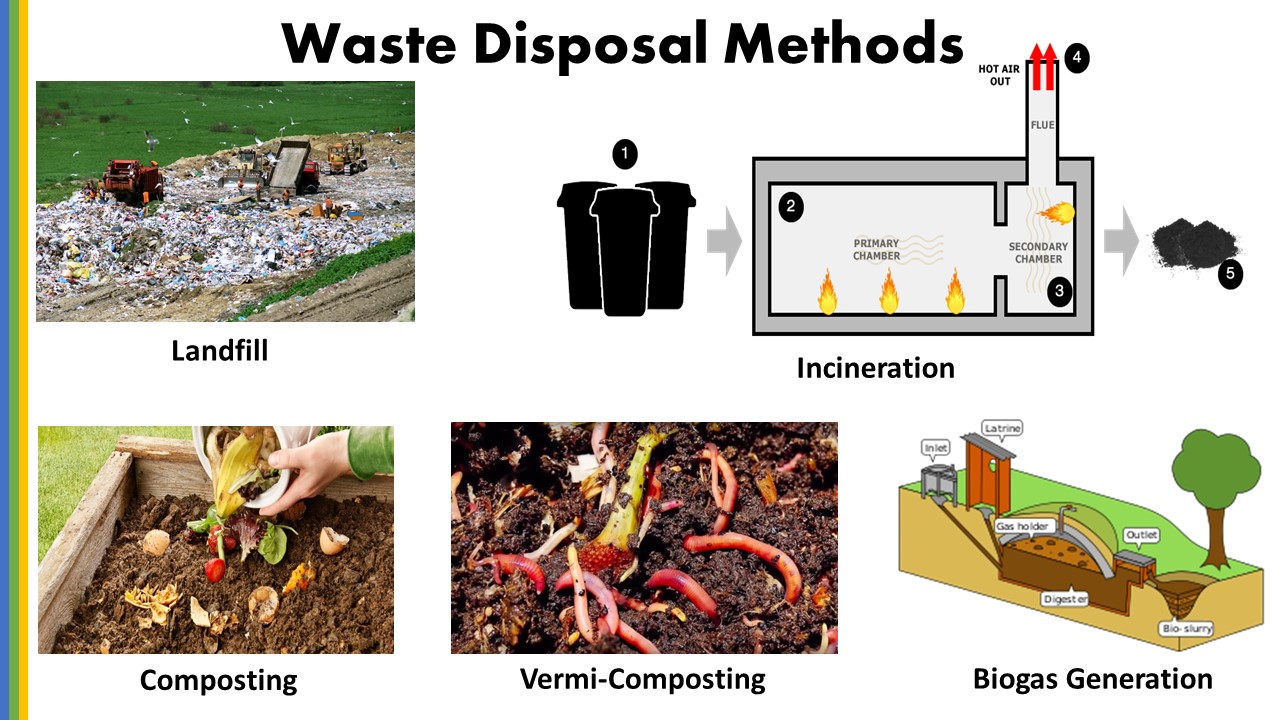 Waste Disposal Methods
HOT AIR
OUT
4
FLUE
1
2
PRIMARY
CHAMBER
SECONDARY
CHAMBER
3
5
Landfill
Incineration
Latrine
Inlet
Gas holder
Outlet
Digester
Bio-slurry
Composting
Vermi-Composting
Biogas Generation